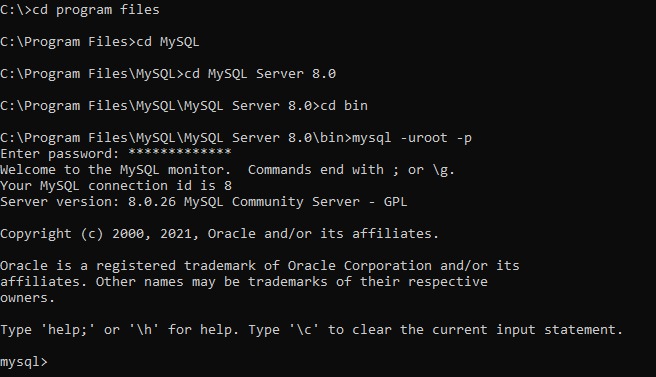 C:\>cd program files
C:\Program Files>cd MySQL
C:\Program Files\MySQL>cd MySQL Server 8.0
C:\Program Files\MySQL\MySQL Server 8.0>cd bin
C:\Program Files\MySQL\MySQL Server 8.0\bin>mysql -uroot -p
Enter password: *************
Welcome to the MySQL monitor.  Commands end with ; or \g.
Your MySQL connection id is 8
Server version: 8.0.26 MySQL Community Server - GPL
Copyright (c) 2000, 2021, Oracle and/or its affiliates.
Oracle is a registered trademark of Oracle Corporation and/or its
affiliates. Other names may be trademarks of their respective
owners.
Type 'help;' or '\h' for help. Type '\c' to clear the current input statement.
mysql>